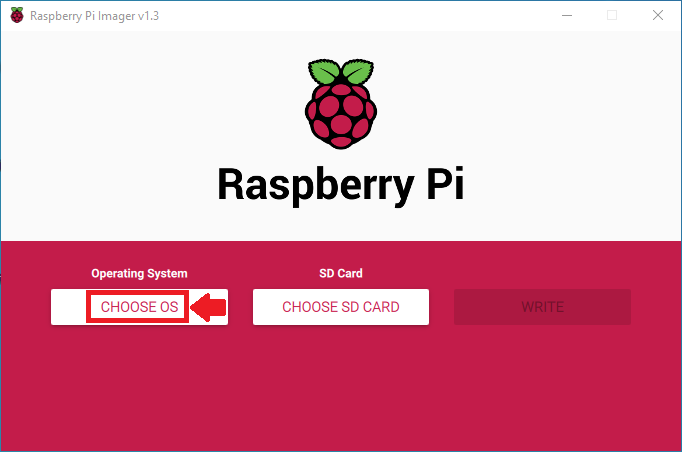 Raspberry Pi Imager v1.3
Raspberry Pi
Operating System
SD Card
CHOOSE OS
CHOOSE SD CARD
WRITE